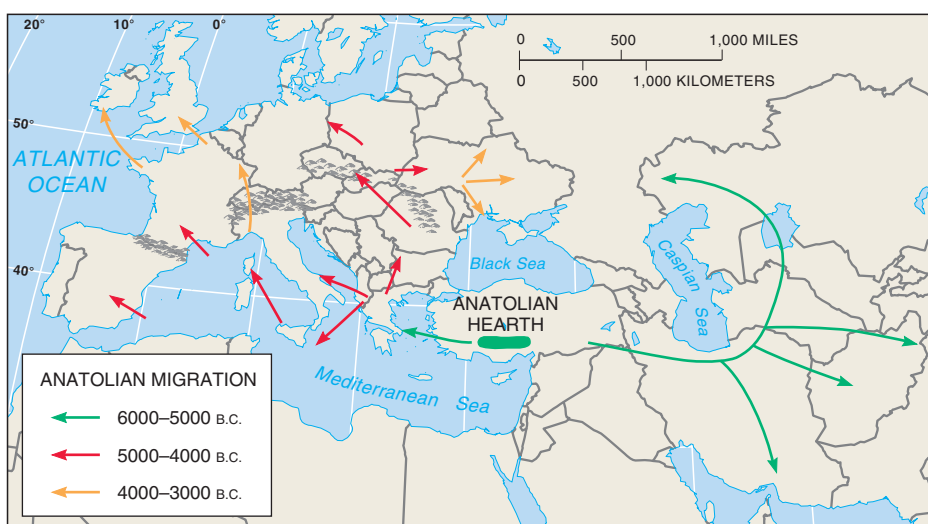 20° 10° 0°
0 500 1,000 MILES
0 500 1,000 KILOMETERS
50°
ATLANTIC
OCEAN
40°
Black Sea
Caspian
Sea
ANATOLIAN
HEARTH
Mediterranean Sea
ANATOLIAN MIGRATION
6000–5000 B.C.
5000–4000 B.C.
4000–3000 B.C.